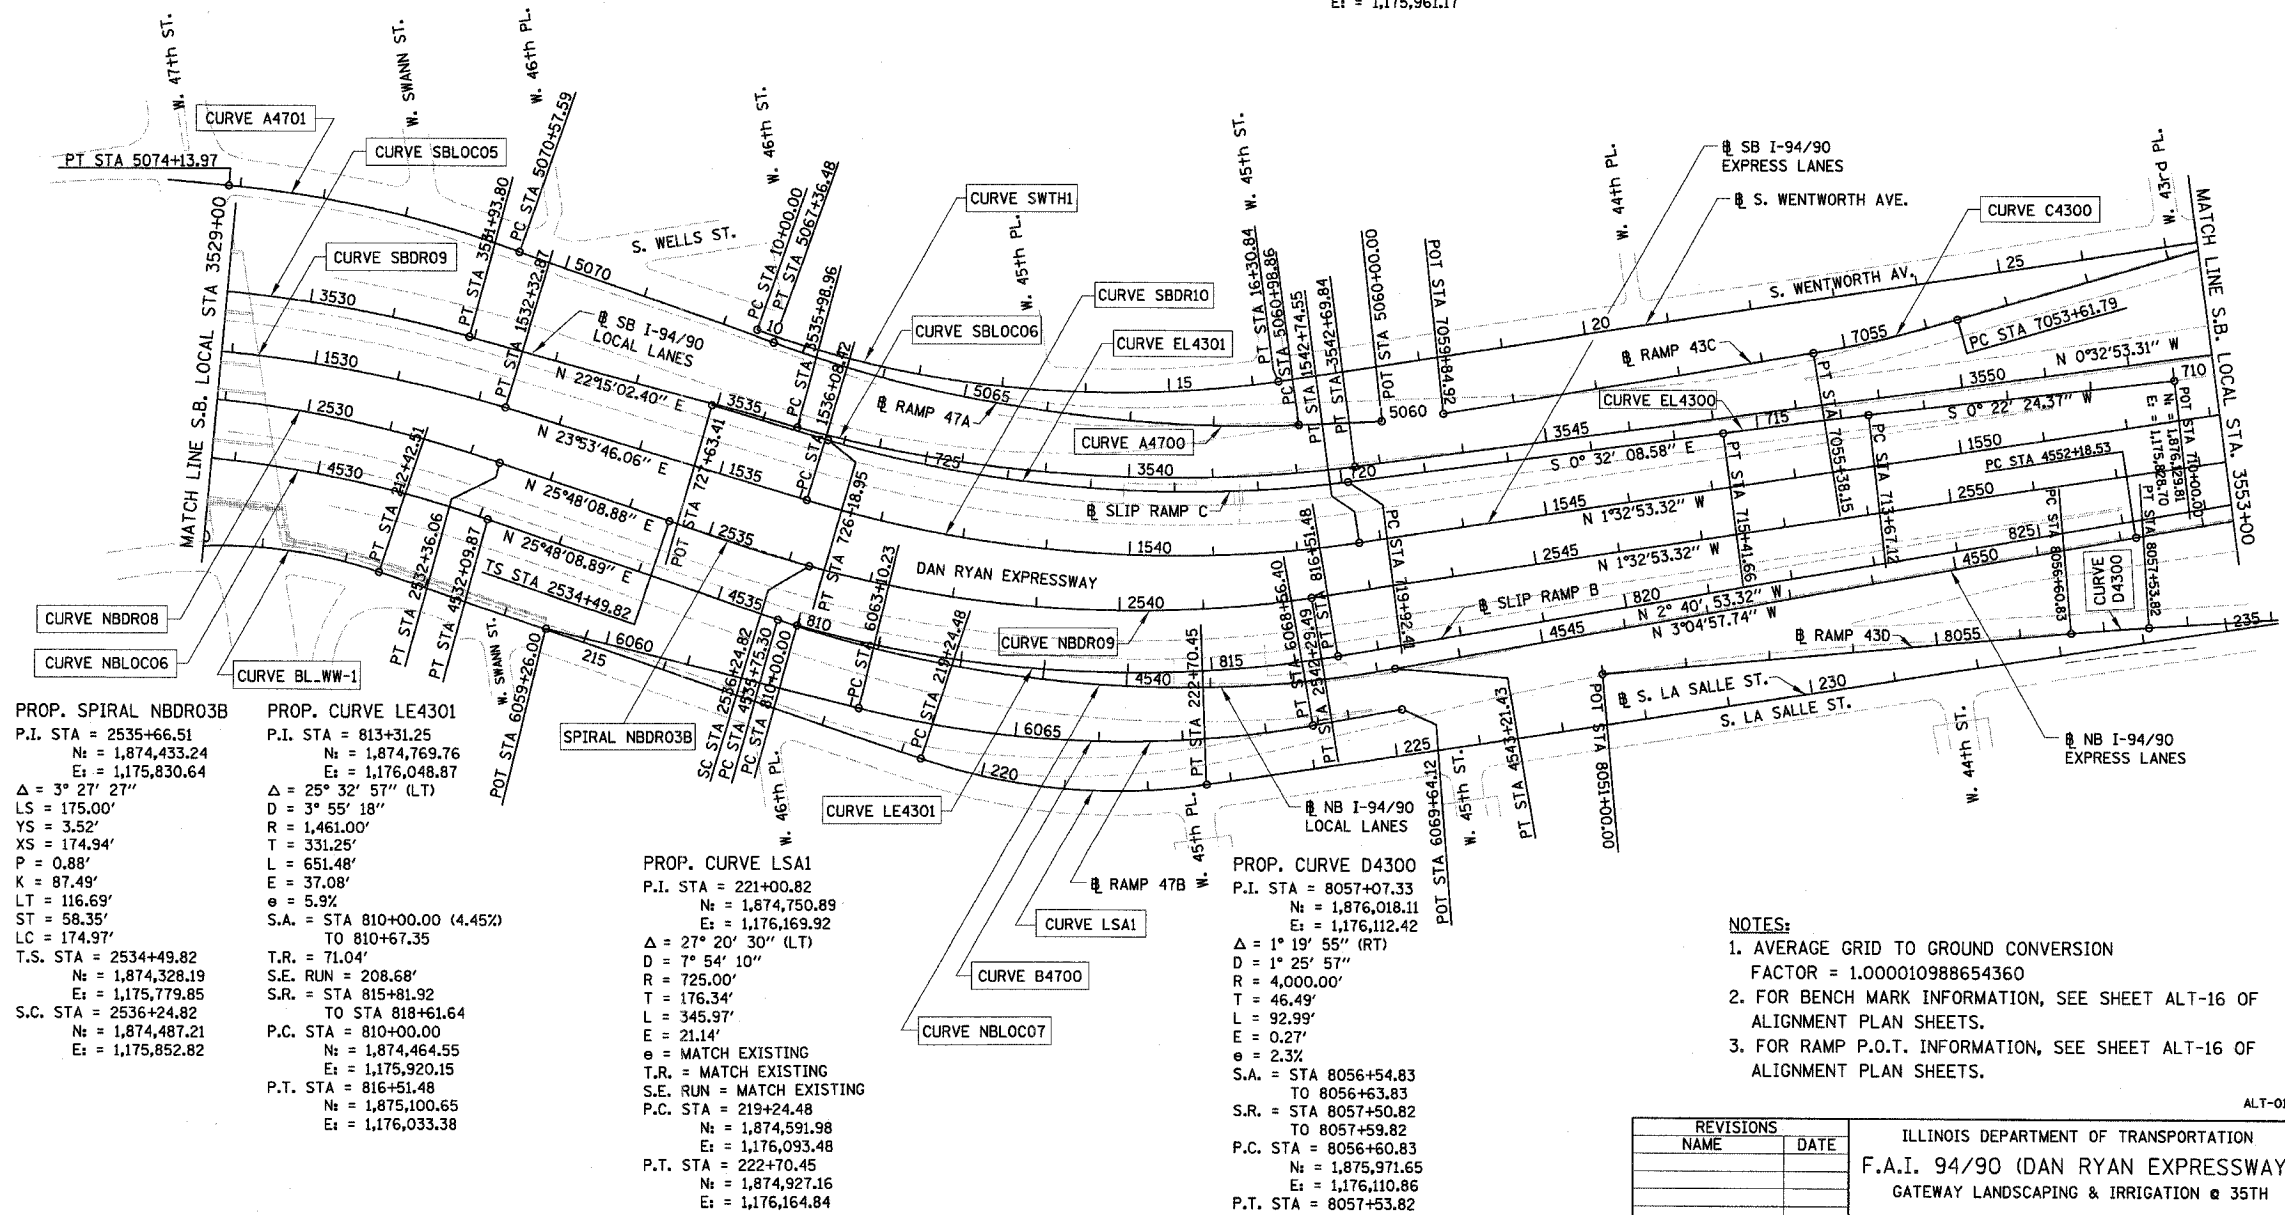 E: = 1,175,961.17
W. 47th ST.
W. SWANN ST.
W. 46th PL.
W. 46th ST.
W. 45th PL.
W. 45th ST.
W. 44th PL.
W. 43rd PL.
CURVE A4701
CURVE SBLOC05
PT STA 5074+13.97
CURVE SBDR09
MATCH LINE S.B. LOCAL STA 3529+00
PT STA 3531+93.80
PC STA 5070+57.59
PT STA 1532+32.87
5070
S. WELLS ST.
PC STA 10+00.00
PT STA 5067+36.48
PC STA 3535+98.96
PC STA 1536+08.42
CURVE SWTH1
CURVE SBDR10
CURVE SBLOC06
CURVE EL4301
PT STA 16+30.84
PC STA 5060+98.86
PT STA 1542+74.55
PT STA 3542+69.84
POT STA 5060+00.00
POT STA 7059+84.92
℄ SB I-94/90
EXPRESS LANES
℄ S. WENTWORTH AVE.
CURVE C4300
MATCH LINE S.B. LOCAL STA. 3553+00
S. WENTWORTH AV.
25
20
15
10
℄ RAMP 43C
7055
PC STA 7053+61.79
N 0°32'53.31" W
3550
710
S 0° 22' 24.37" W
CURVE EL4300
715
3545
S 0° 32' 08.58" E
1550
PC STA 4552+18.53
POT STA 710+00.00
N: = 1,876,129.81
E: = 1,175,828.70
PT STA 7055+38.15
PC STA 713+67.12
PT STA 715+41.66
3530
1530
2530
4530
℄ SB I-94/90
LOCAL LANES
N 22°15'02.40" E
N 23°53'46.06" E
N 25°48'08.88" E
N 25°48'08.89" E
3535
1535
2535
4535
℄ RAMP 47A
5065
5060
CURVE A4700
725
3540
720
℄ SLIP RAMP C
1540
1545
N 1°32'53.32" W
2545
N 1°32'53.32" W
2550
825
4550
PC STA 8056+60.83
PT STA 8057+53.82
CURVE
D4300
PT STA 212+42.51
PT STA 2532+36.06
PT STA 4532+09.87
TS STA 2534+49.82
POT STA 727+63.41
PT STA 726+18.95
PC STA 6063+10.23
PC STA 219+24.48
DAN RYAN EXPRESSWAY
2540
CURVE NBDR09
PC STA 719+92.41
PT STA 816+51.48
PT STA 6068+56.40
PT STA 2542+29.49
PT STA 222+70.45
℄ SLIP RAMP B
820
N 2° 40' 53.32" W
N 3°04'57.74" W
4545
℄ RAMP 43D
8055
235
CURVE NBDR08
CURVE NBLOC06
CURVE BL_WW-1
W. SWANN ST.
POT STA 6059+26.00
6060
215
810
815
4540
6065
220
225
230
SPIRAL NBDR03B
SC STA 2536+24.82
PC STA 4535+75.30
PC STA 810+00.00
W. 46th PL.
CURVE LE4301
℄ S. LA SALLE ST.
S. LA SALLE ST.
POT STA 8051+00.00
PT STA 4543+21.43
POT STA 6069+64.12
W. 45th PL.
W. 45th ST.
W. 44th ST.
℄ NB I-94/90
LOCAL LANES
℄ NB I-94/90
EXPRESS LANES
℄ RAMP 47B
CURVE LSA1
CURVE B4700
CURVE NBLOC07
PROP. SPIRAL NBDR03B
P.I. STA = 2535+66.51
N: = 1,874,433.24
E: = 1,175,830.64
Δ = 3° 27' 27"
LS = 175.00'
YS = 3.52'
XS = 174.94'
P = 0.88'
K = 87.49'
LT = 116.69'
ST = 58.35'
LC = 174.97'
T.S. STA = 2534+49.82
N: = 1,874,328.19
E: = 1,175,779.85
S.C. STA = 2536+24.82
N: = 1,874,487.21
E: = 1,175,852.82
PROP. CURVE LE4301
P.I. STA = 813+31.25
N: = 1,874,769.76
E: = 1,176,048.87
Δ = 25° 32' 57" (LT)
D = 3° 55' 18"
R = 1,461.00'
T = 331.25'
L = 651.48'
E = 37.08'
e = 5.9%
S.A. = STA 810+00.00 (4.45%)
TO 810+67.35
T.R. = 71.04'
S.E. RUN = 208.68'
S.R. = STA 815+81.92
TO STA 818+61.64
P.C. STA = 810+00.00
N: = 1,874,464.55
E: = 1,175,920.15
P.T. STA = 816+51.48
N: = 1,875,100.65
E: = 1,176,033.38
PROP. CURVE LSA1
P.I. STA = 221+00.82
N: = 1,874,750.89
E: = 1,176,169.92
Δ = 27° 20' 30" (LT)
D = 7° 54' 10"
R = 725.00'
T = 176.34'
L = 345.97'
E = 21.14'
e = MATCH EXISTING
T.R. = MATCH EXISTING
S.E. RUN = MATCH EXISTING
P.C. STA = 219+24.48
N: = 1,874,591.98
E: = 1,176,093.48
P.T. STA = 222+70.45
N: = 1,874,927.16
E: = 1,176,164.84
PROP. CURVE D4300
P.I. STA = 8057+07.33
N: = 1,876,018.11
E: = 1,176,112.42
Δ = 1° 19' 55" (RT)
D = 1° 25' 57"
R = 4,000.00'
T = 46.49'
L = 92.99'
E = 0.27'
e = 2.3%
S.A. = STA 8056+54.83
TO 8056+63.83
S.R. = STA 8057+50.82
TO 8057+59.82
P.C. STA = 8056+60.83
N: = 1,875,971.65
E: = 1,176,110.86
P.T. STA = 8057+53.82
NOTES:
1. AVERAGE GRID TO GROUND CONVERSION
FACTOR = 1.000010988654360
2. FOR BENCH MARK INFORMATION, SEE SHEET ALT-16 OF
ALIGNMENT PLAN SHEETS.
3. FOR RAMP P.O.T. INFORMATION, SEE SHEET ALT-16 OF
ALIGNMENT PLAN SHEETS.
ALT-01
REVISIONS
NAME DATE
ILLINOIS DEPARTMENT OF TRANSPORTATION
F.A.I. 94/90 (DAN RYAN EXPRESSWAY
GATEWAY LANDSCAPING & IRRIGATION @ 35TH